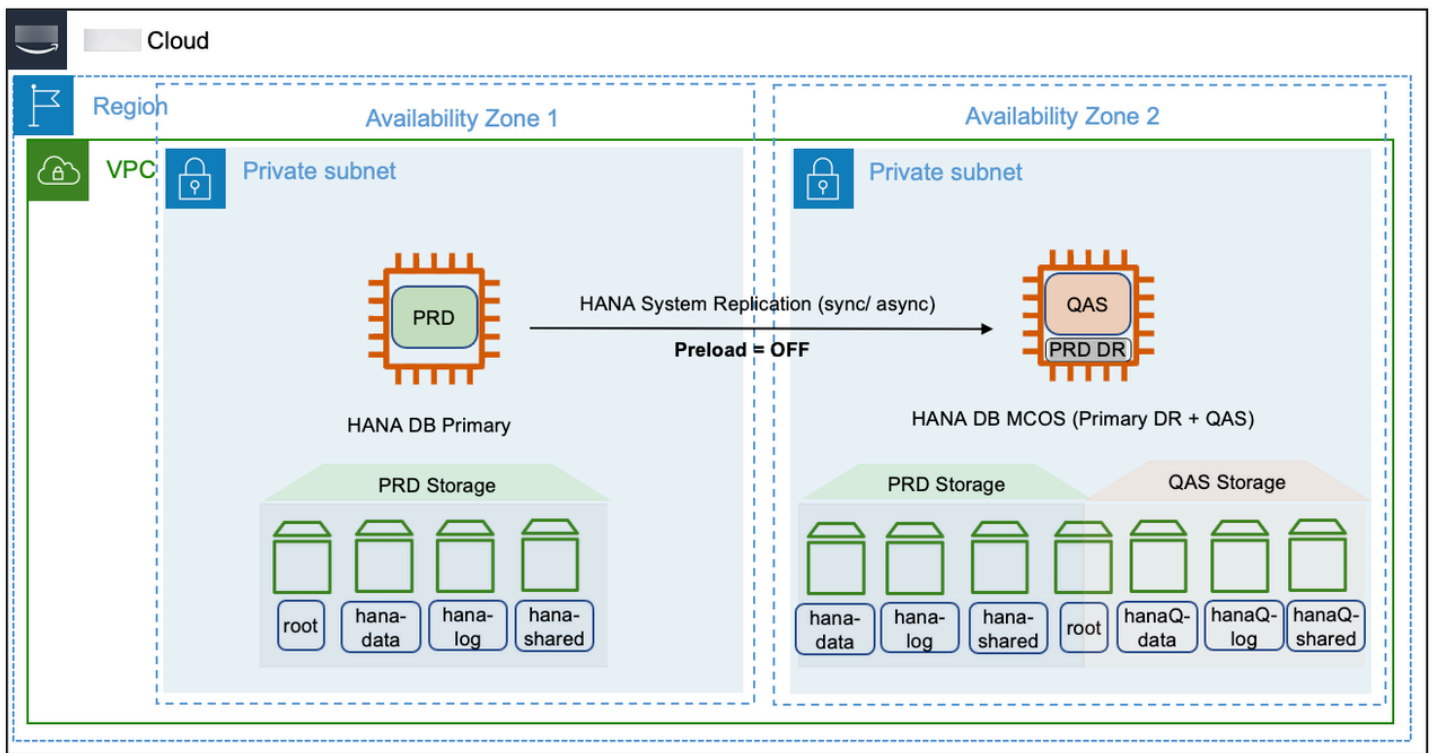 Cloud
Region
Availability Zone 1
Availability Zone 2
VPC
Private subnet
Private subnet
PRD
HANA System Replication (sync/ async)
Preload = OFF
QAS
PRD DR
HANA DB Primary
HANA DB MCOS (Primary DR + QAS)
PRD Storage
PRD Storage
QAS Storage
root
hana-
data
hana-
log
hana-
shared
hana-
data
hana-
log
hana-
shared
root
hanaQ-
data
hanaQ-
log
hanaQ-
shared